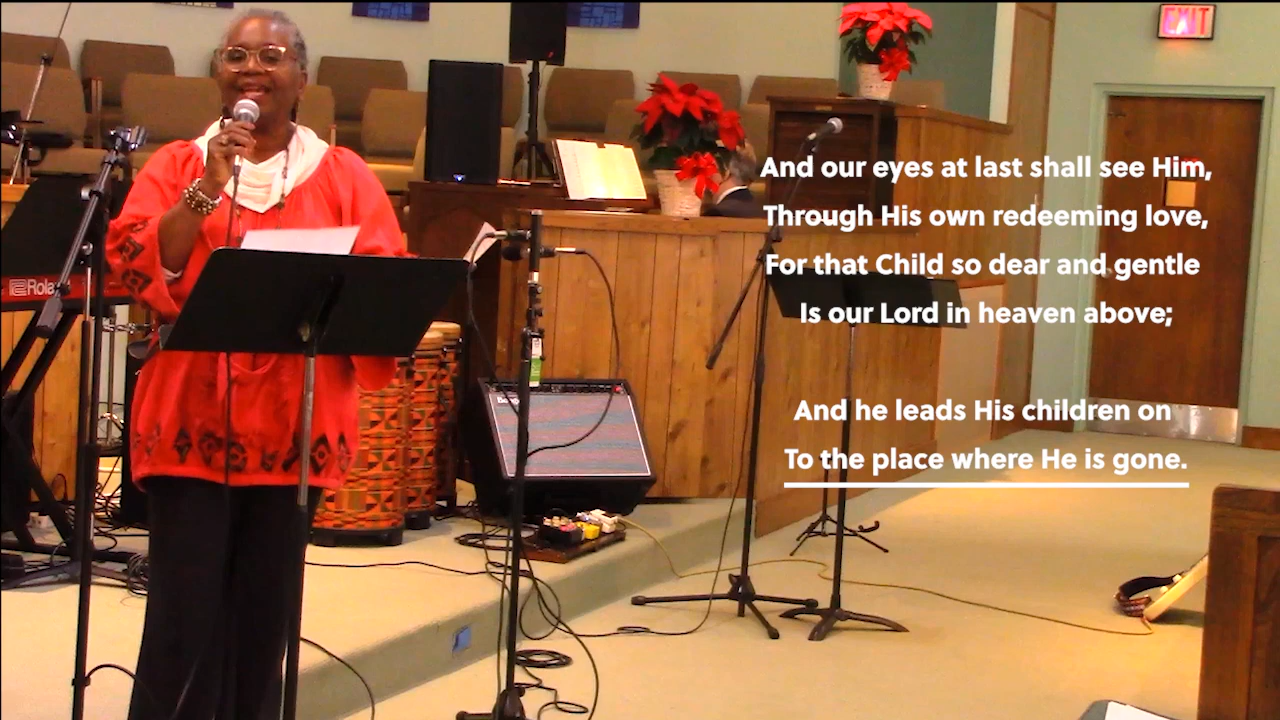 EXIT
And our eyes at last shall see Him,
Through His own redeeming love,
For that Child so dear and gentle
Is our Lord in heaven above;
And he leads His children on
To the place where He is gone.
Rola